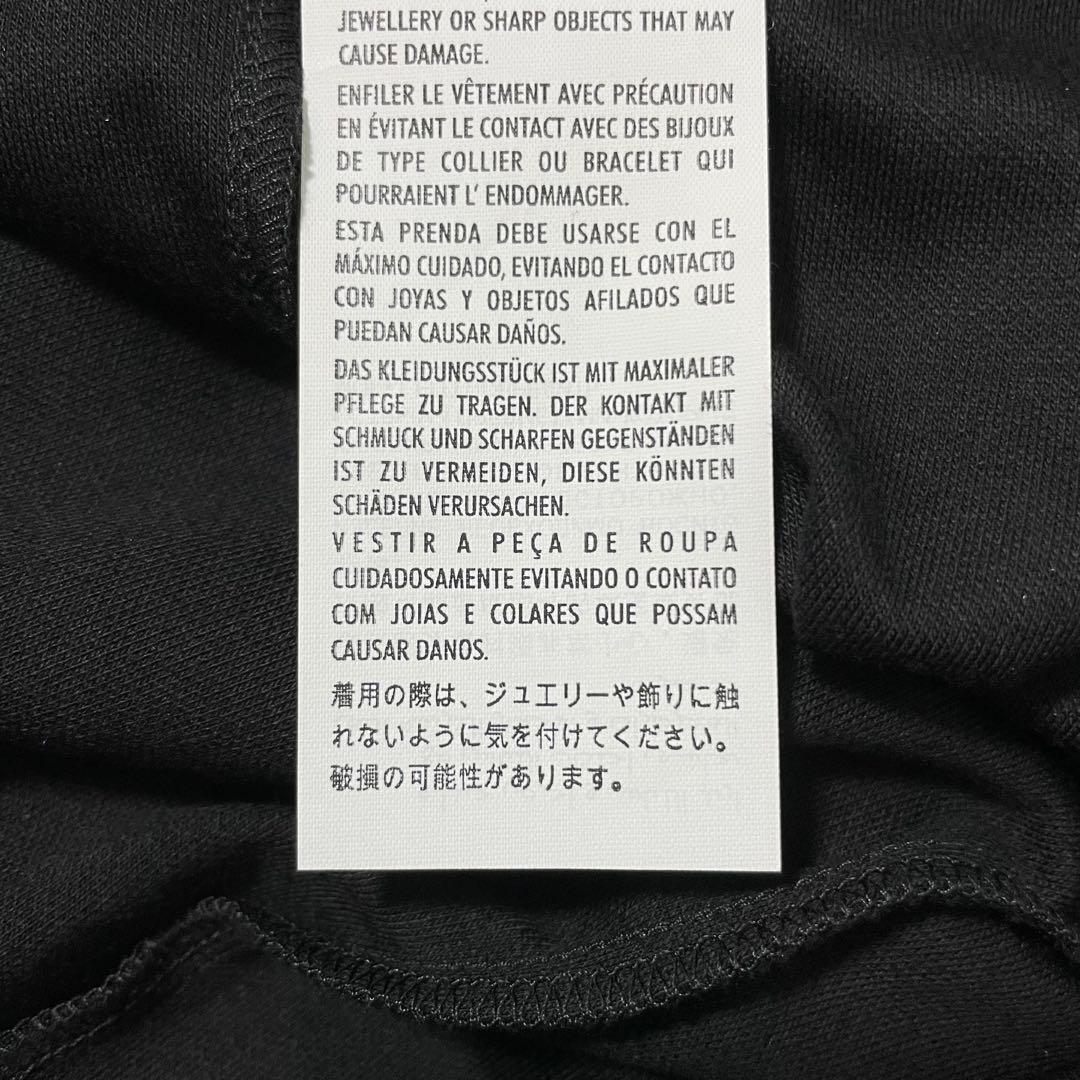 JEWELLERY OR SHARP OBJECTS THAT MAY
CAUSE DAMAGE.
ENFILER LE VÊTEMENT AVEC PRÉCAUTION
EN ÉVITANT LE CONTACT AVEC DES BIJOUX
DE TYPE COLLIER OU BRACELET QUI
POURRAIENT L' ENDOMMAGER.
ESTA PRENDA DEBE USARSE CON EL
MÁXIMO CUIDADO, EVITANDO EL CONTACTO
CON JOYAS Y OBJETOS AFILADOS QUE
PUEDAN CAUSAR DAÑOS.
DAS KLEIDUNGSSTÜCK IST MIT MAXIMALER
PFLEGE ZU TRAGEN. DER KONTAKT MIT
SCHMUCK UND SCHARFEN GEGENSTÄNDEN
IST ZU VERMEIDEN, DIESE KÖNNTEN
SCHÄDEN VERURSACHEN.
VESTIR A PEÇA DE ROUPA
CUIDADOSAMENTE EVITANDO O CONTATO
COM JOIAS E COLARES QUE POSSAM
CAUSAR DANOS.
着用の際は、ジュエリーや飾りに触
れないように気を付けてください。
破損の可能性があります。